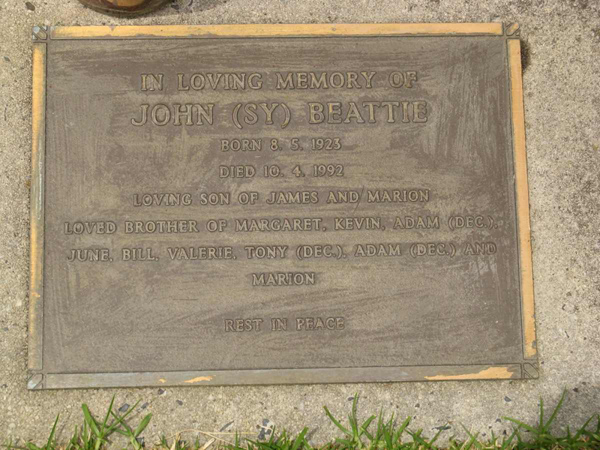 IN LOVING MEMORY OF
JOHN (SY) BEATTIE
BORN 8. 5. 1923
DIED 10. 4. 1992
LOVING SON OF JAMES AND MARION
LOVED BROTHER OF MARGARET, KEVIN, ADAM (DEC.),
JUNE, BILL, VALERIE, TONY (DEC.), ADAM (DEC.) AND
MARION
REST IN PEACE